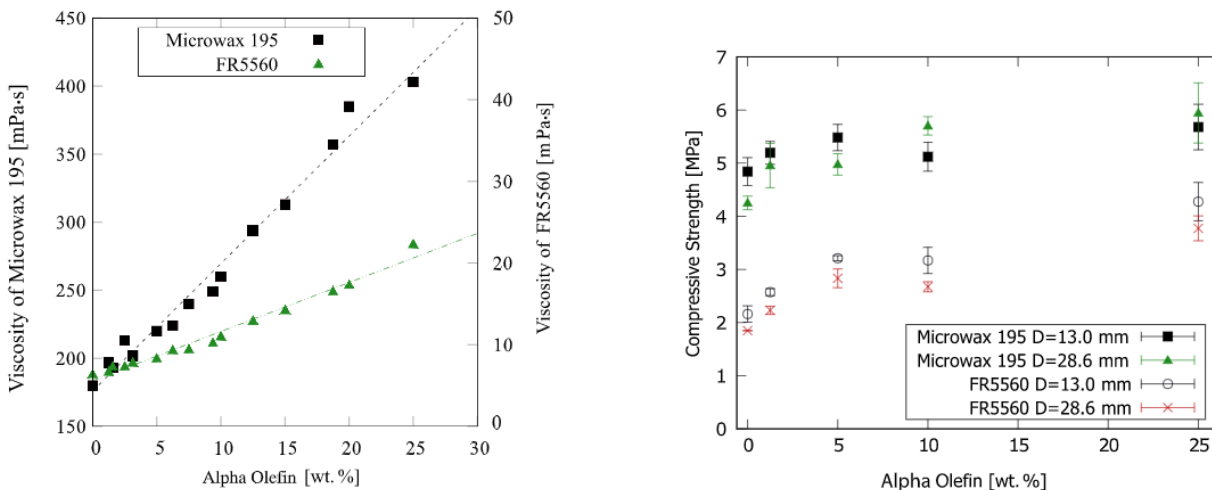 Viscosity of Microwax 195 [mPa·s]
450
400
350
300
250
200
150
Microwax 195
FR5560
50
40
30
20
10
0
Viscosity of FR5560 [mPa·s]
0 5 10 15 20 25 30
Alpha Olefin [wt. %]
Compressive Strength [MPa]
7
6
5
4
3
2
1
0
Microwax 195 D=13.0 mm
Microwax 195 D=28.6 mm
FR5560 D=13.0 mm
FR5560 D=28.6 mm
0 5 10 15 20 25
Alpha Olefin [wt. %]